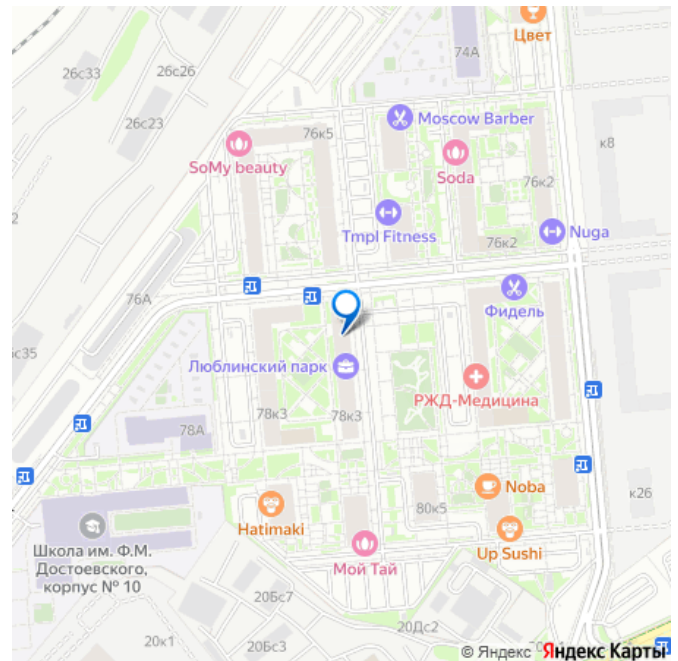 Цвет
26с33
26с26
74А
26с23
Moscow Barber
76к5
к8
SoMy beauty
Soda
76к2
Tmpl Fitness
76к2
Nuga
76А
Фидель
с35
Люблинский парк
РЖД-Медицина
78к3
78к3
78А
Noba
80к5
к26
Hatimaki
Up Sushi
Школа им. Ф.М.
Достоевского,
корпус № 10
Мой Тай
20Бс7
20Дс2
20к1
20Бс3
© Яндекс Яндекс Карты